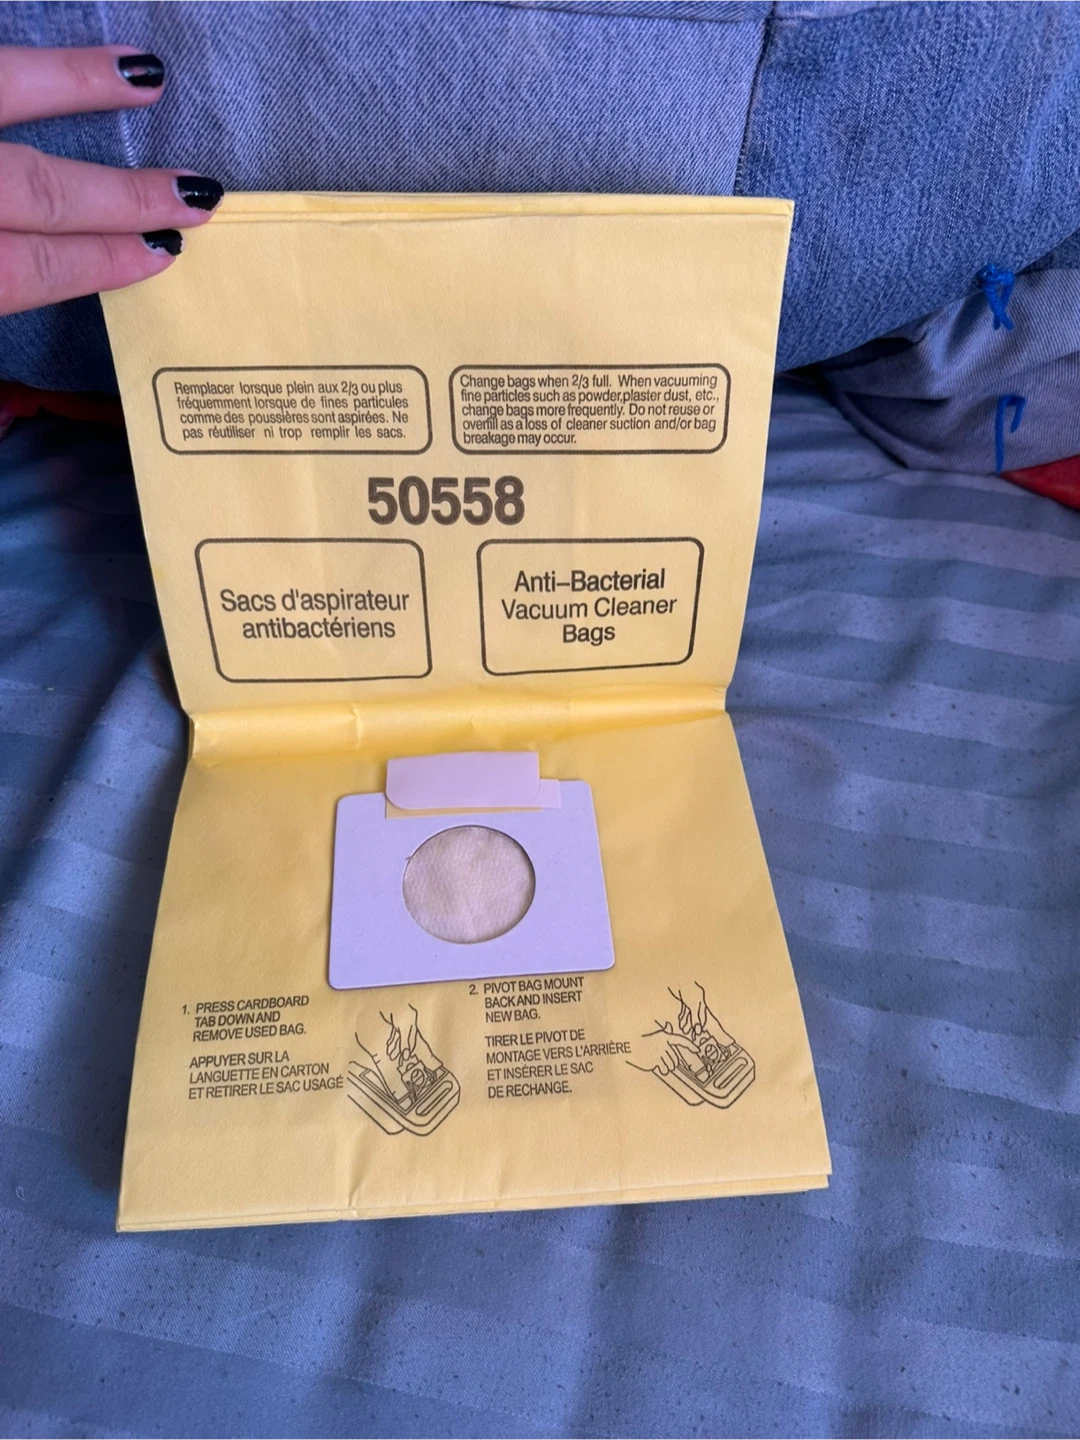 Remplacer lorsque plein aux 2/3 ou plus
fréquemment lorsque de fines particules
comme des poussières sont aspirées. Ne
pas réutiliser ni trop remplir les sacs.
Change bags when 2/3 full. When vacuuming
fine particles such as powder,plaster dust, etc.,
change bags more frequently. Do not reuse or
overfill as a loss of cleaner suction and/or bag
breakage may occur.
50558
Sacs d'aspirateur
antibactériens
Anti-Bacterial
Vacuum Cleaner
Bags
1. PRESS CARDBOARD
TAB DOWN AND
REMOVE USED BAG.
APPUYER SUR LA
LANGUETTE EN CARTON
ET RETIRER LE SAC USAGÉ
2. PIVOT BAG MOUNT
BACK AND INSERT
NEW BAG.
TIRER LE PIVOT DE
MONTAGE VERS L'ARRIÈRE
ET INSÉRER LE SAC
DE RECHANGE.